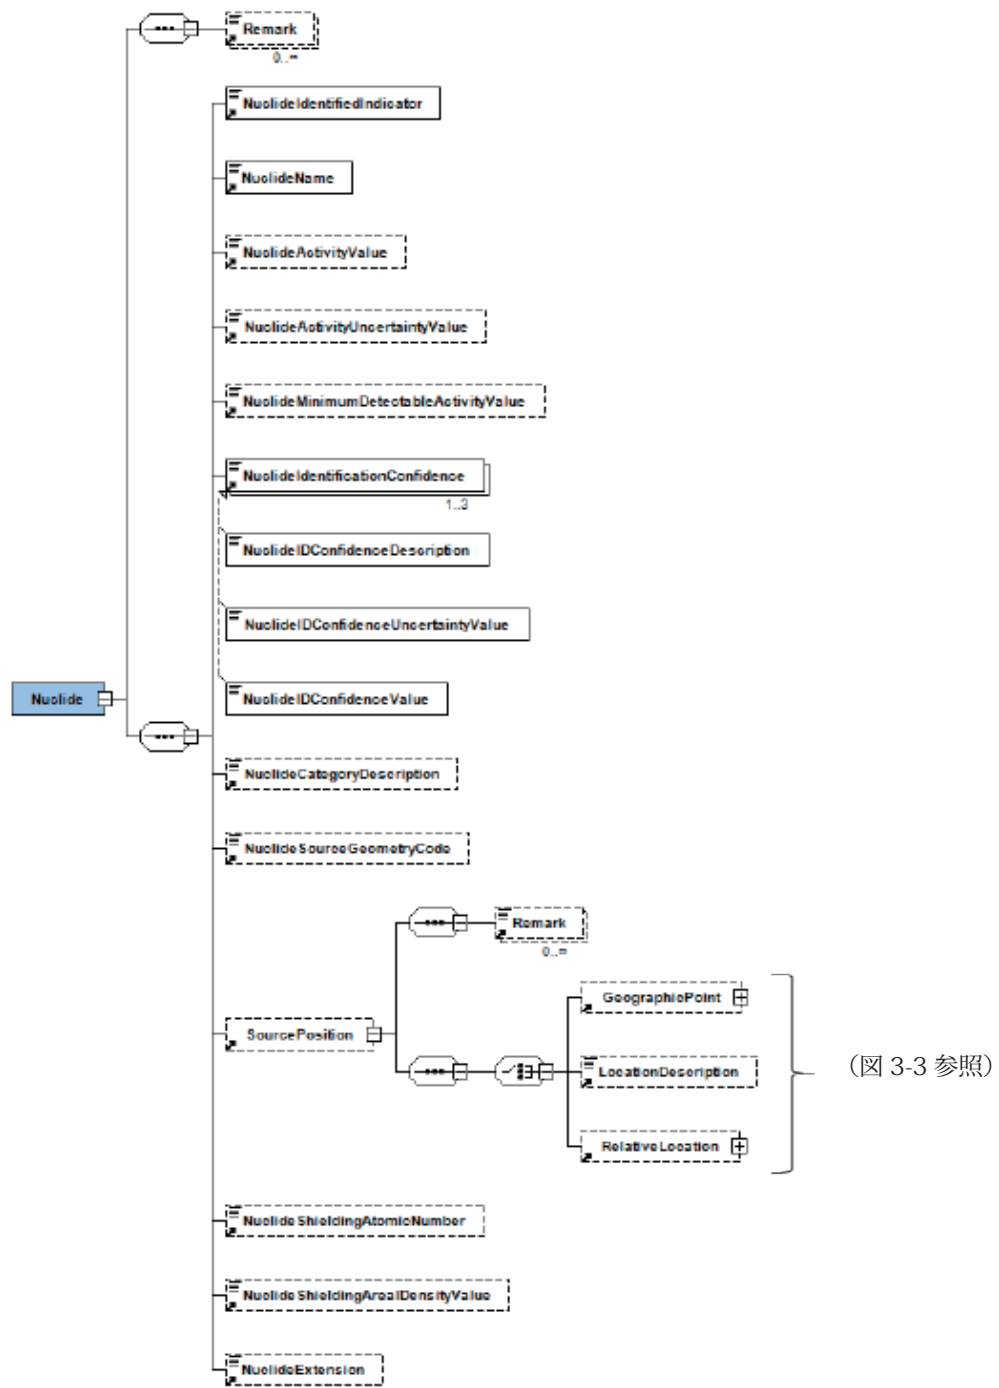 Remark
0..∞
NuclideIdentifiedIndicator
NuclideName
NuclideActivityValue
NuclideActivityUncertaintyValue
NuclideMinimumDetectableActivityValue
NuclideIdentificationConfidence
1..3
NuclideIDConfidenceDescription
NuclideIDConfidenceUncertaintyValue
Nuclide
NuclideIDConfidenceValue
NuclideCategoryDescription
NuclideSourceGeometryCode
Remark
0..∞
GeographicPoint
SourcePosition
LocationDescription
(図 3-3 参照)
RelativeLocation
NuclideShieldingAtomicNumber
NuclideShieldingArealDensityValue
NuclideExtension